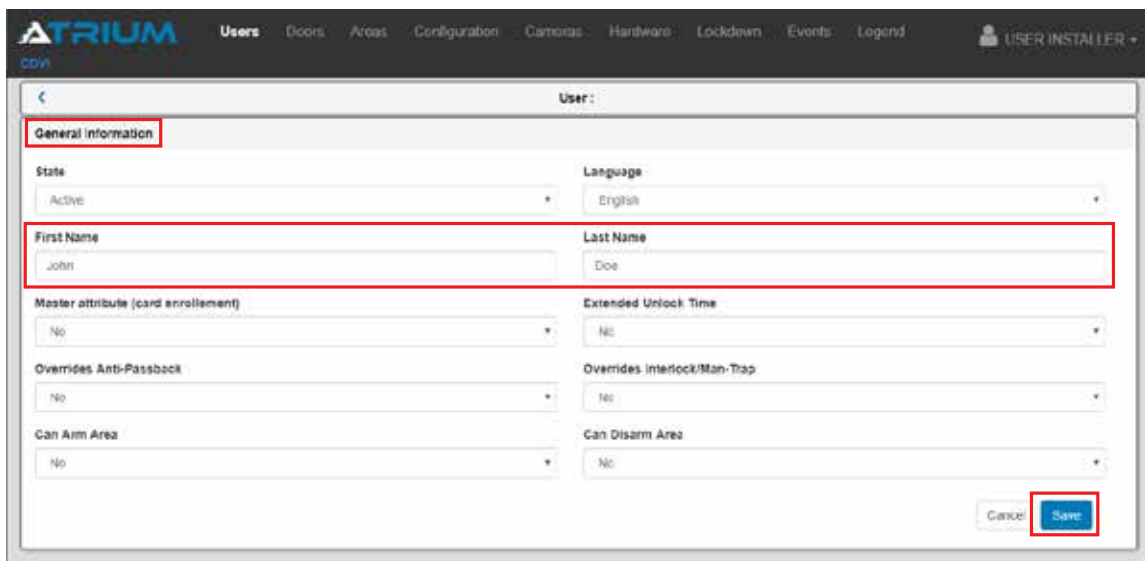 ATRIUM Users Doors Areas Configuration Cameras Hardware Lockdown Events Legend USER INSTALLER
CDVI
User :
General Information
State Language
Active English
First Name Last Name
John Doe
Master attribute (card enrollement) Extended Unlock Time
No No
Overrides Anti-Passback Overrides Interlock/Man-Trap
No No
Can Arm Area Can Disarm Area
No No
Cancel Save